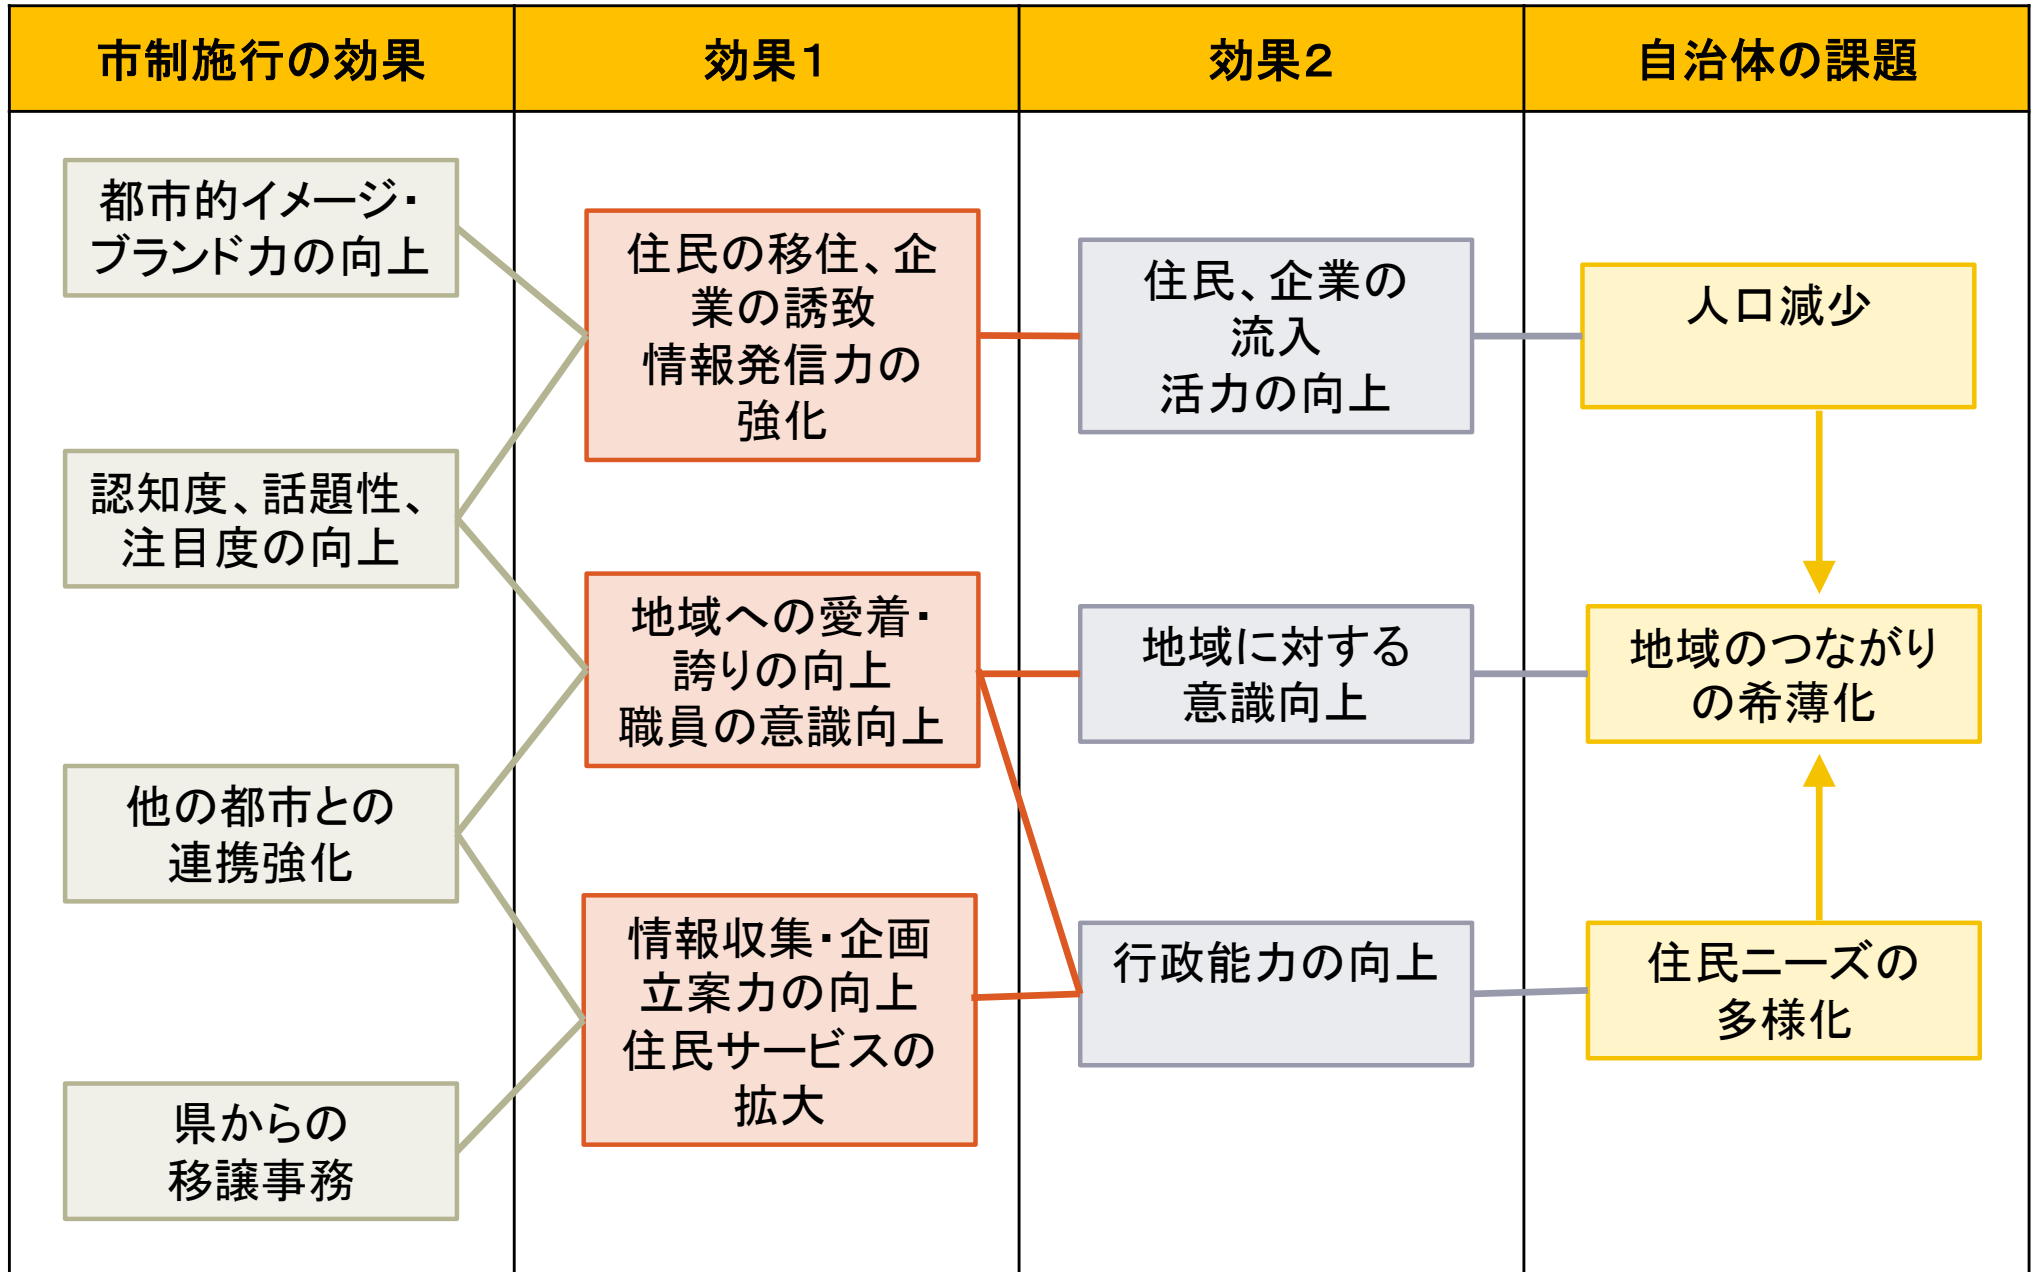 市制施行の効果
効果1
効果2
自治体の課題
都市的イメージ・
ブランド力の向上
認知度、話題性、
注目度の向上
他の都市との
連携強化
県からの
移譲事務
住民の移住、企
業の誘致
情報発信力の
強化
地域への愛着・
誇りの向上
職員の意識向上
情報収集・企画
立案力の向上
住民サービスの
拡大
住民、企業の
流入
活力の向上
地域に対する
意識向上
行政能力の向上
人口減少
地域のつながり
の希薄化
住民ニーズの
多様化